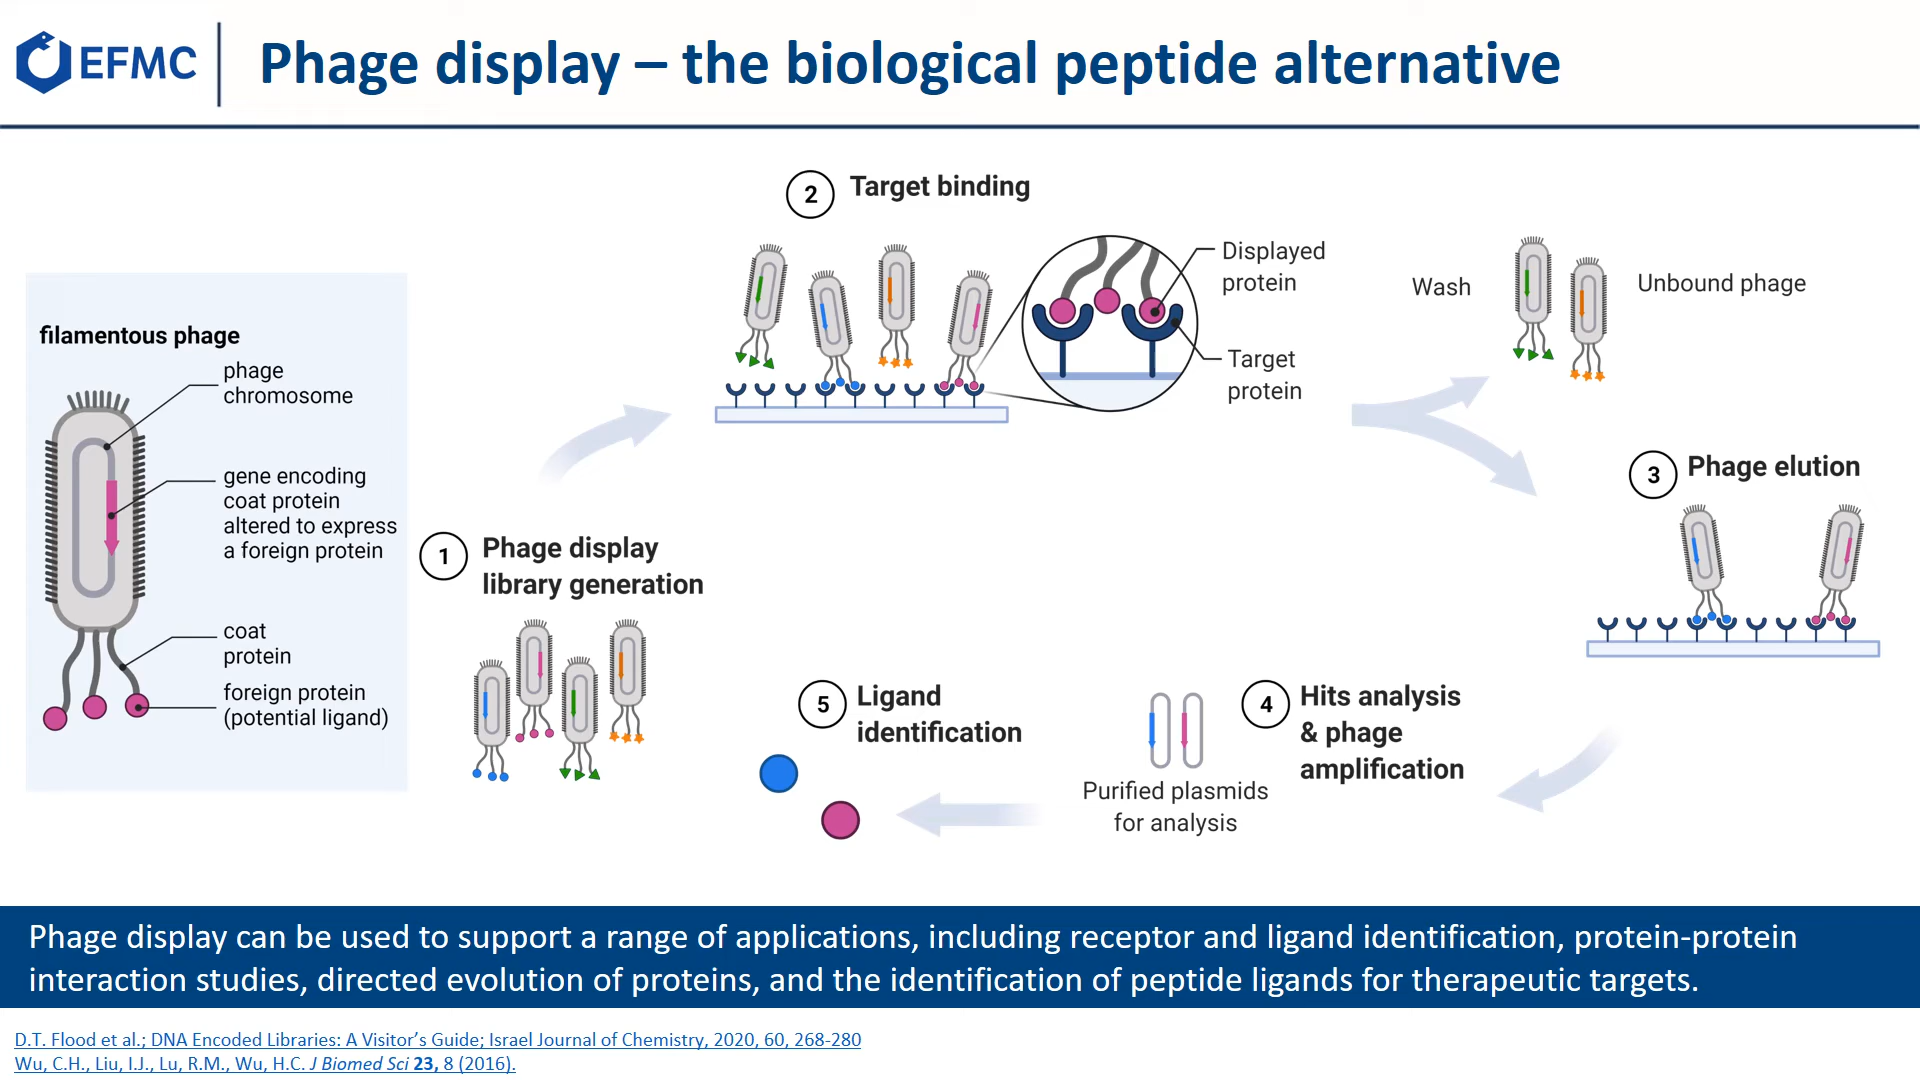 EFMC
Phage display – the biological peptide alternative
filamentous phage
phage
chromosome
gene encoding
coat protein
altered to express
a foreign protein
coat
protein
foreign protein
(potential ligand)
1
Phage display
library generation
2
Target binding
Displayed
protein
Target
protein
Wash
Unbound phage
3
Phage elution
4
Hits analysis
& phage
amplification
Purified plasmids
for analysis
5
Ligand
identification
Phage display can be used to support a range of applications, including receptor and ligand identification, protein-protein
interaction studies, directed evolution of proteins, and the identification of peptide ligands for therapeutic targets.
D.T. Flood et al.; DNA Encoded Libraries: A Visitor’s Guide; Israel Journal of Chemistry, 2020, 60, 268-280
Wu, C.H., Liu, I.J., Lu, R.M., Wu, H.C. J Biomed Sci 23, 8 (2016).